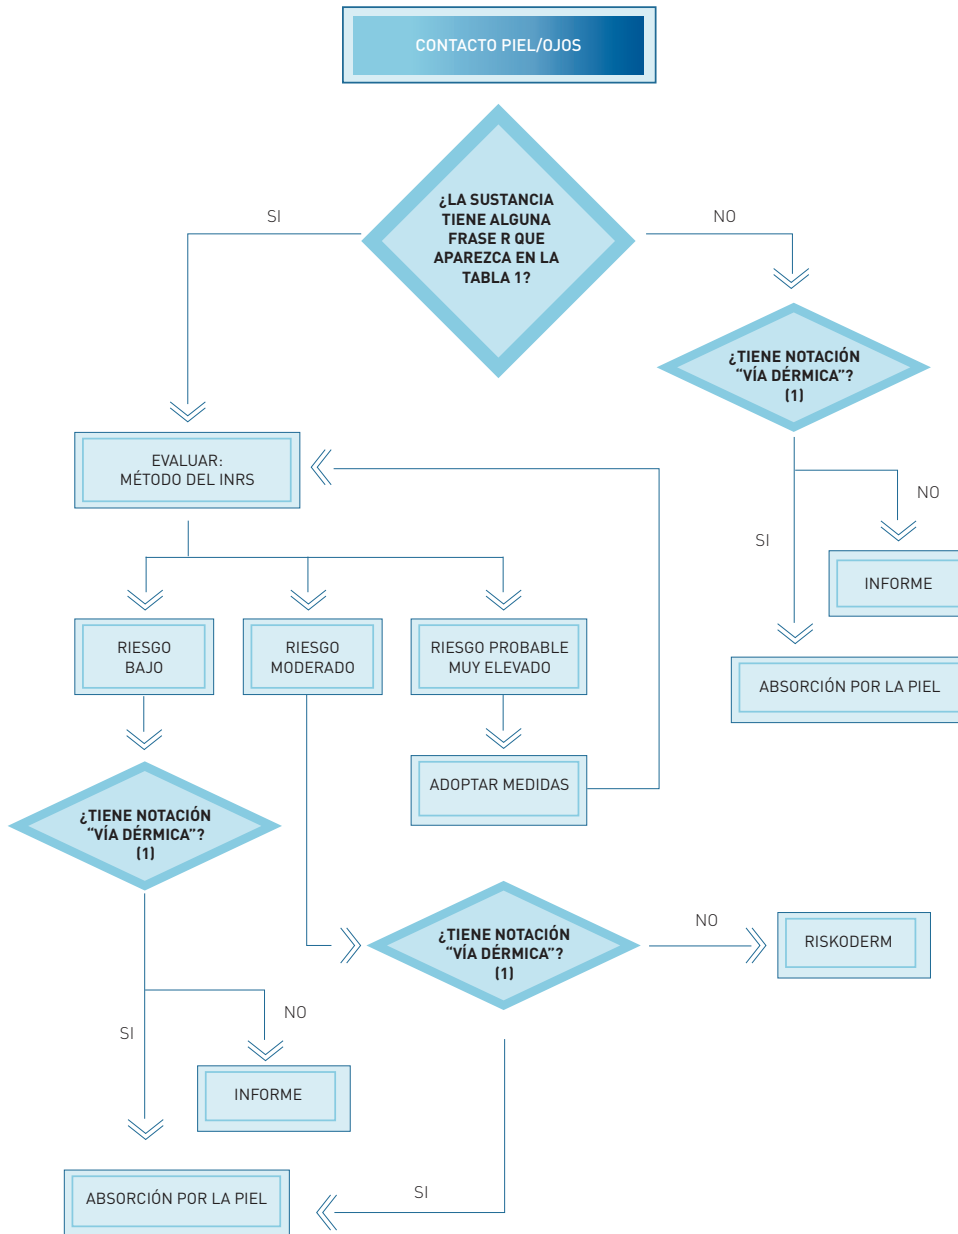 CONTACTO PIEL/OJOS
¿LA SUSTANCIA
TIENE ALGUNA
FRASE R QUE
APAREZCA EN LA
TABLA 1?
SI
NO
¿TIENE NOTACIÓN
“VÍA DÉRMICA”?
(1)
EVALUAR:
MÉTODO DEL INRS
NO
SI
INFORME
RIESGO
BAJO
RIESGO
MODERADO
RIESGO PROBABLE
MUY ELEVADO
ABSORCIÓN POR LA PIEL
ADOPTAR MEDIDAS
¿TIENE NOTACIÓN
“VÍA DÉRMICA”?
(1)
¿TIENE NOTACIÓN
“VÍA DÉRMICA”?
(1)
NO
RISKODERM
SI
NO
INFORME
ABSORCIÓN POR LA PIEL
SI